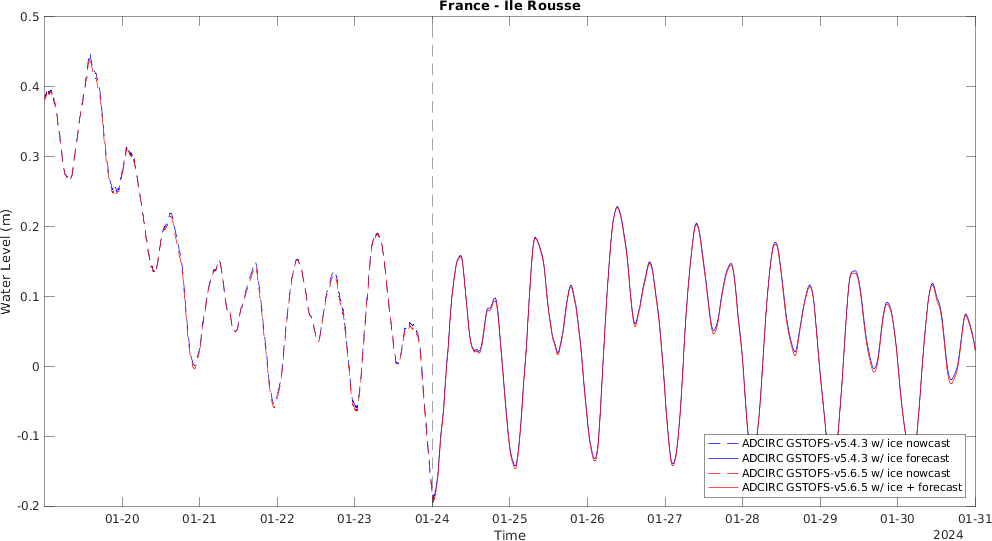 France - Ile Rousse
0.5
0.4
0.3
0.2
0.1
0
-0.1
-0.2
Water Level (m)
ADCIRC GSTOFS-v5.4.3 w/ ice nowcast
ADCIRC GSTOFS-v5.4.3 w/ ice forecast
ADCIRC GSTOFS-v5.6.5 w/ ice nowcast
ADCIRC GSTOFS-v5.6.5 w/ ice + forecast
01-20 01-21 01-22 01-23 01-24 01-25 01-26 01-27 01-28 01-29 01-30 01-31
Time
2024